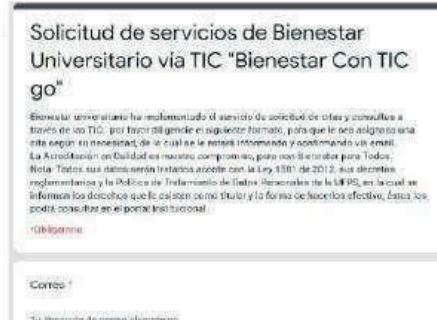 Solicitud de servicios de Bienestar
Universitario vía TIC "Bienestar Con TIC
go"
Bienestar universitario ha implementado el servicio de solicitud de citas y consultas a
través de las TIC, por favor diligencie el siguiente formato, para que le sea asignada una
cita según su necesidad, de lo cual se le estará informando y confirmando vía email.
La Acreditación en Calidad es nuestro compromiso, para con Bienestar para Todos.
Nota: Todos sus datos serán tratados acorde con la Ley 1581 de 2012, sus decretos
reglamentarios y la Política de Tratamiento de Datos Personales de la UFPS, en la cual se
informan los derechos que le asisten como titular y la forma de hacerlos efectivo, éstos los
podrá consultar en el portal institucional.
*Obligatorio
Correo *
Tu dirección de correo electrónico